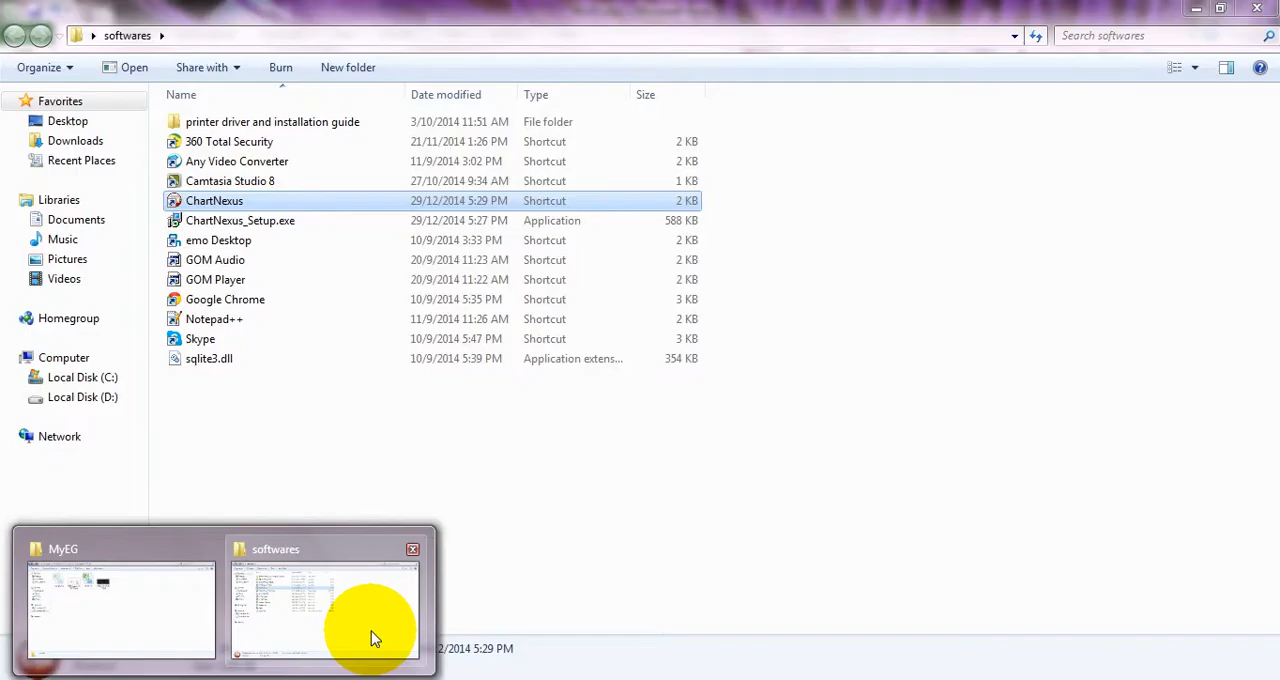 softwares
Search softwares
Organize Open Share with Burn New folder
Name Date modified Type Size
Favorites
Desktop
Downloads
Recent Places
Libraries
Documents
Music
Pictures
Videos
Homegroup
Computer
Local Disk (C:)
Local Disk (D:)
Network
printer driver and installation guide 3/10/2014 11:51 AM File folder
360 Total Security 21/11/2014 1:26 PM Shortcut 2 KB
Any Video Converter 11/9/2014 3:02 PM Shortcut 2 KB
Camtasia Studio 8 27/10/2014 9:34 AM Shortcut 1 KB
ChartNexus 29/12/2014 5:29 PM Shortcut 2 KB
ChartNexus_Setup.exe 29/12/2014 5:27 PM Application 588 KB
emo Desktop 10/9/2014 3:33 PM Shortcut 2 KB
GOM Audio 20/9/2014 11:23 AM Shortcut 2 KB
GOM Player 20/9/2014 11:22 AM Shortcut 2 KB
Google Chrome 10/9/2014 5:35 PM Shortcut 3 KB
Notepad++ 11/9/2014 11:26 AM Shortcut 2 KB
Skype 10/9/2014 5:47 PM Shortcut 3 KB
sqlite3.dll 10/9/2014 5:39 PM Application extens... 354 KB
MyEG
softwares
2/2014 5:29 PM